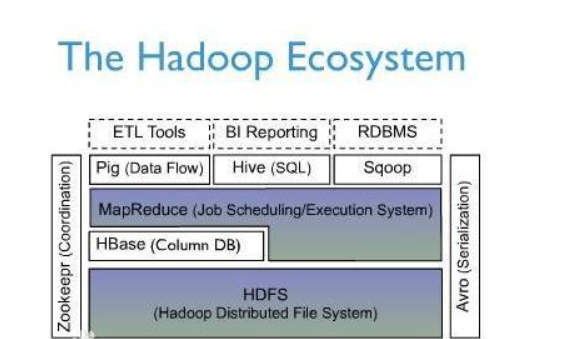 The Hadoop Ecosystem
ETL Tools
BI Reporting
RDBMS
Pig (Data Flow)
Hive (SQL)
Sqoop
MapReduce (Job Scheduling/Execution System)
HBase (Column DB)
HDFS
(Hadoop Distributed File System)
Zookeepr (Coordination)
Avro (Serialization)